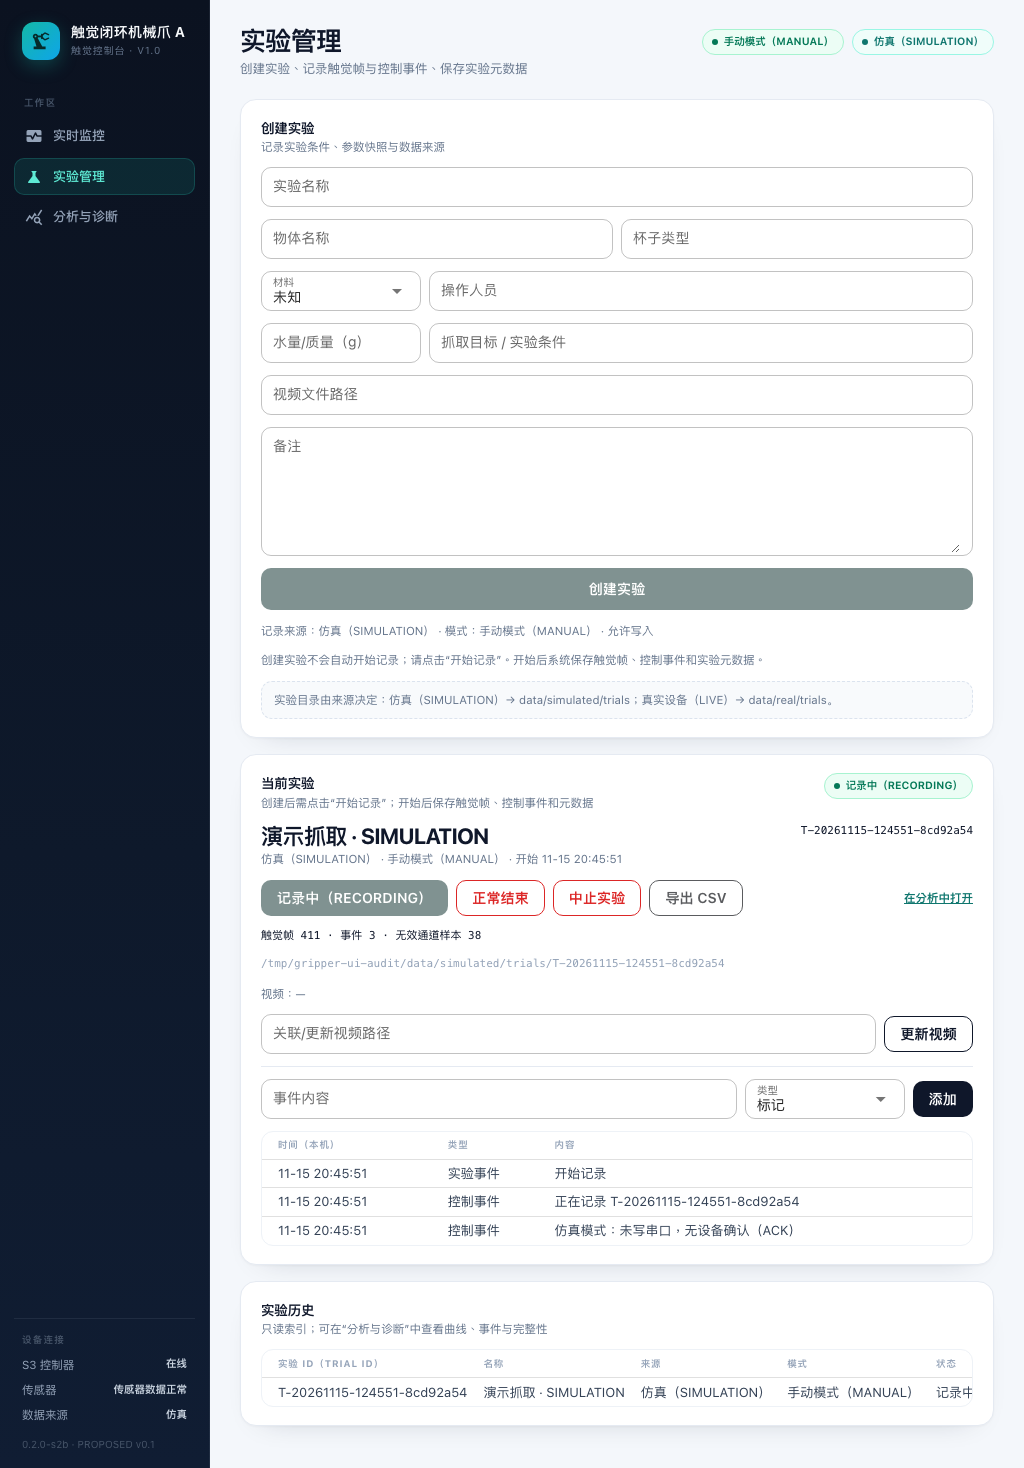 触觉闭环机械爪 A
触觉控制台 · V1.0
工作区
实时监控
实验管理
分析与诊断
设备连接
S3 控制器 在线
传感器 传感器数据正常
数据来源 仿真
0.2.0-s2b · PROPOSED v0.1
实验管理
创建实验、记录触觉帧与控制事件、保存实验元数据
手动模式（MANUAL） 仿真（SIMULATION）
创建实验
记录实验条件、参数快照与数据来源
实验名称
物体名称 杯子类型
材料
未知 操作人员
水量/质量（g） 抓取目标 / 实验条件
视频文件路径
备注
创建实验
记录来源：仿真（SIMULATION） · 模式：手动模式（MANUAL） · 允许写入
创建实验不会自动开始记录；请点击“开始记录”。开始后系统保存触觉帧、控制事件和实验元数据。
实验目录由来源决定：仿真（SIMULATION）→ data/simulated/trials；真实设备（LIVE）→ data/real/trials。
当前实验
创建后需点击“开始记录”；开始后保存触觉帧、控制事件和元数据
记录中（RECORDING）
演示抓取 · SIMULATION T-20261115-124551-8cd92a54
仿真（SIMULATION） · 手动模式（MANUAL） · 开始 11-15 20:45:51
记录中（RECORDING） 正常结束 中止实验 导出 CSV 在分析中打开
触觉帧 411 · 事件 3 · 无效通道样本 38
/tmp/gripper-ui-audit/data/simulated/trials/T-20261115-124551-8cd92a54
视频：—
关联/更新视频路径 更新视频
事件内容 类型
标记 添加
时间（本机） 类型 内容
11-15 20:45:51 实验事件 开始记录
11-15 20:45:51 控制事件 正在记录 T-20261115-124551-8cd92a54
11-15 20:45:51 控制事件 仿真模式：未写串口，无设备确认（ACK）
实验历史
只读索引；可在“分析与诊断”中查看曲线、事件与完整性
实验 ID（TRIAL ID） 名称 来源 模式 状态
T-20261115-124551-8cd92a54 演示抓取 · SIMULATION 仿真（SIMULATION） 手动模式（MANUAL） 记录中